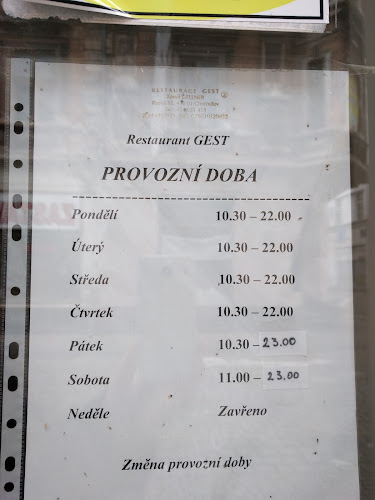 RESTAURACE GEST
Restaurant GEST
PROVOZNÍ DOBA
Pondělí 10.30 – 22.00
Úterý 10.30 – 22.00
Středa 10.30 – 22.00
Čtvrtek 10.30 – 22.00
Pátek 10.30 – 23.00
Sobota 11.00 – 23.00
Neděle Zavřeno
Změna provozní doby